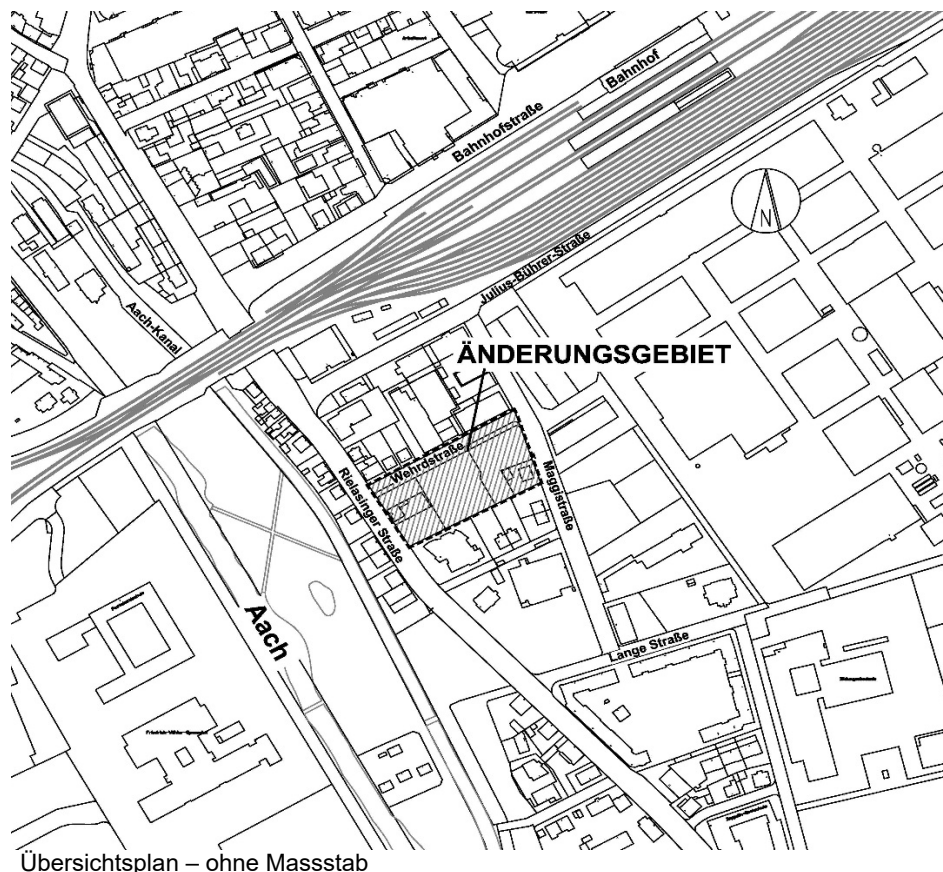 Bahnhof
Bahnhofstraße
N
Julius-Bührer-Straße
Aach-Kanal
ÄNDERUNGSGEBIET
Wehrdstraße
Rielasinger Straße
Maggistraße
Aach
Lange Straße
Übersichtsplan – ohne Massstab